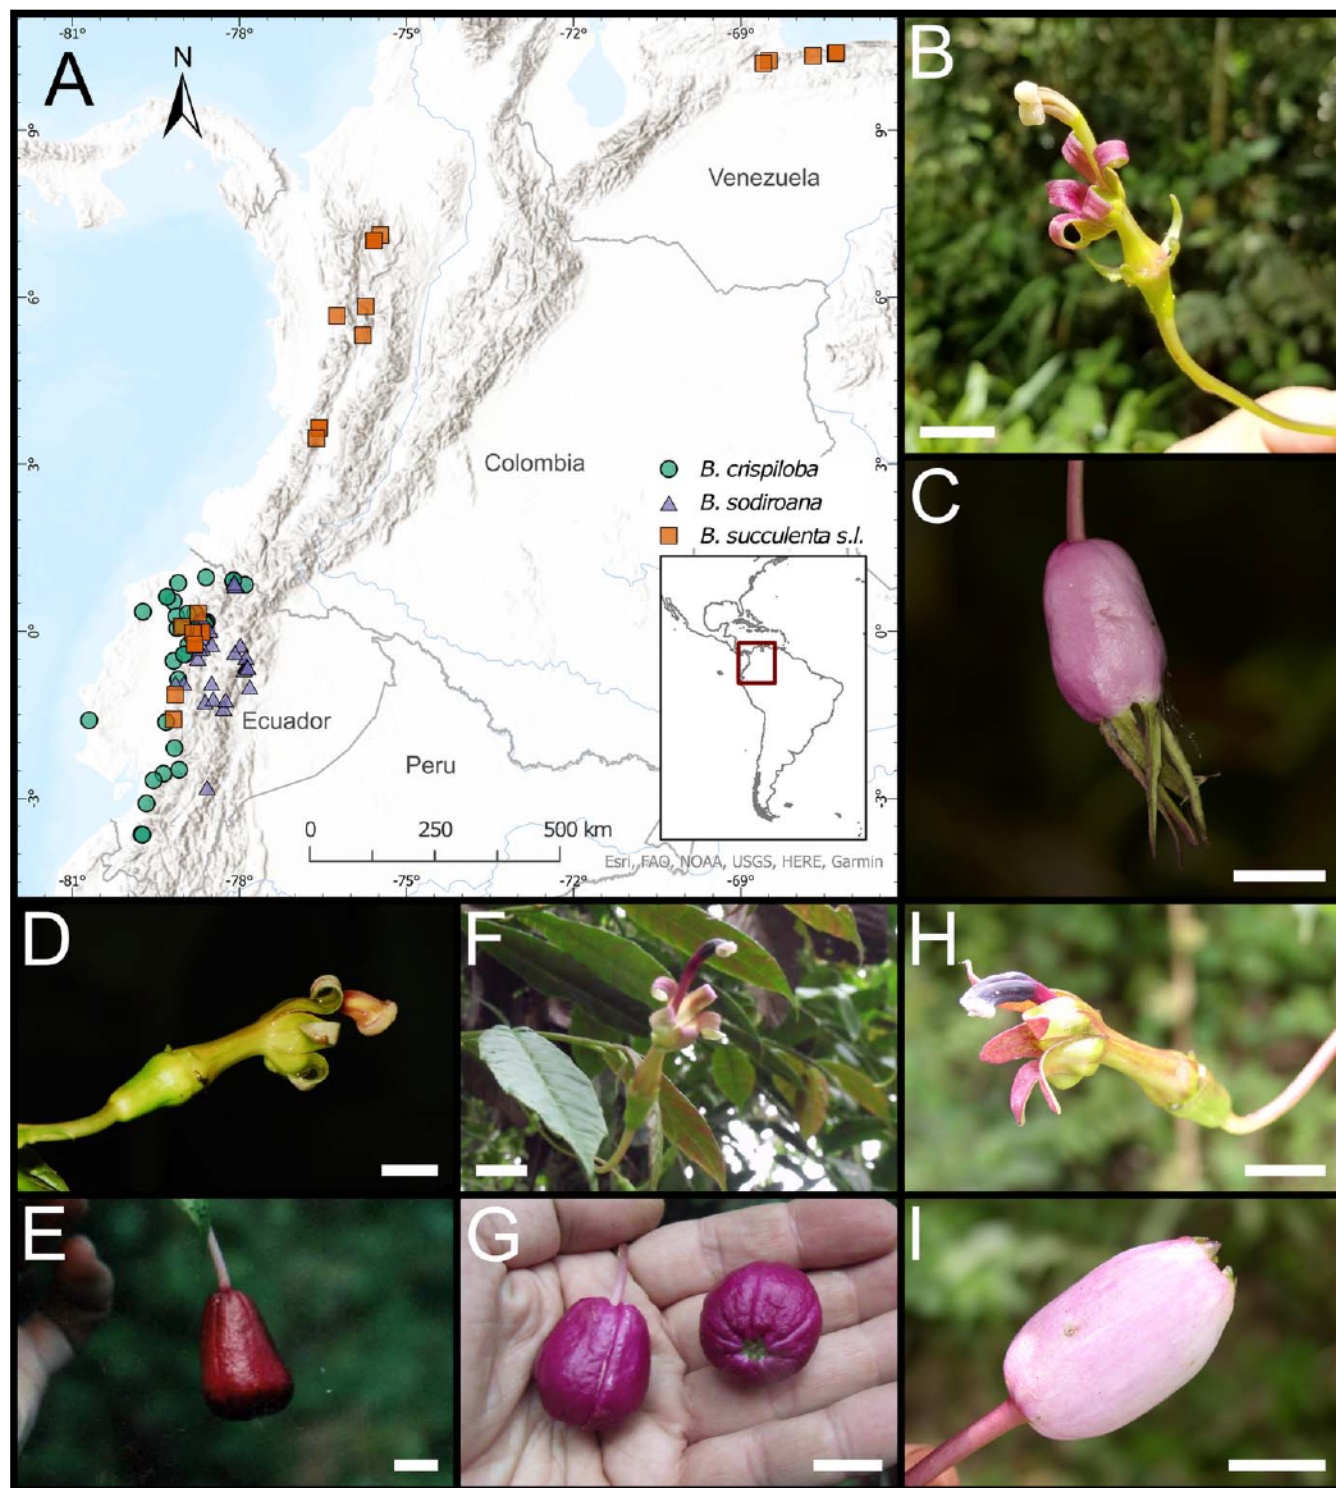 -81° -78° -75° -72° -69°
A
N
B
9°
9°
Venezuela
6°
6°
Colombia
3°
3°
B. crispiloba
B. sodiroana
B. succulenta s.l.
C
0°
0°
Ecuador
Peru
-3°
-3°
0 250 500 km
Esri, FAO, NOAA, USGS, HERE, Garmin
-81° -78° -75° -72° -69°
D
F
H
E
G
I